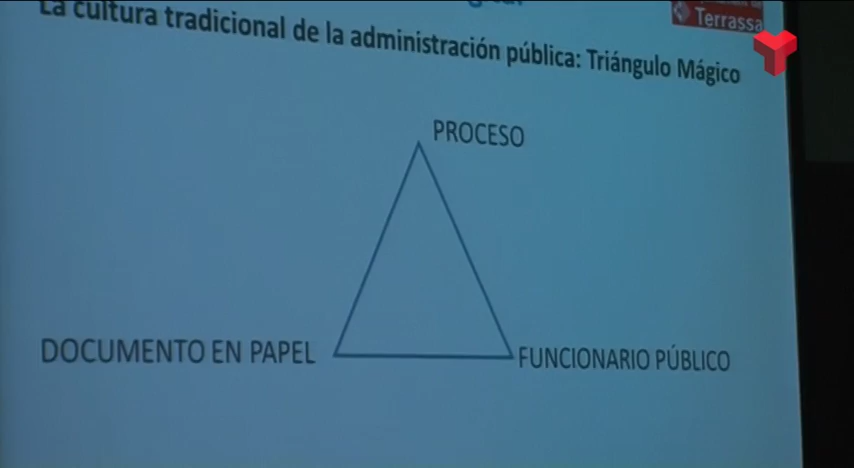 Terrassa
La cultura tradicional de la administración pública: Triángulo Mágico
PROCESO
DOCUMENTO EN PAPEL
FUNCIONARIO PÚBLICO